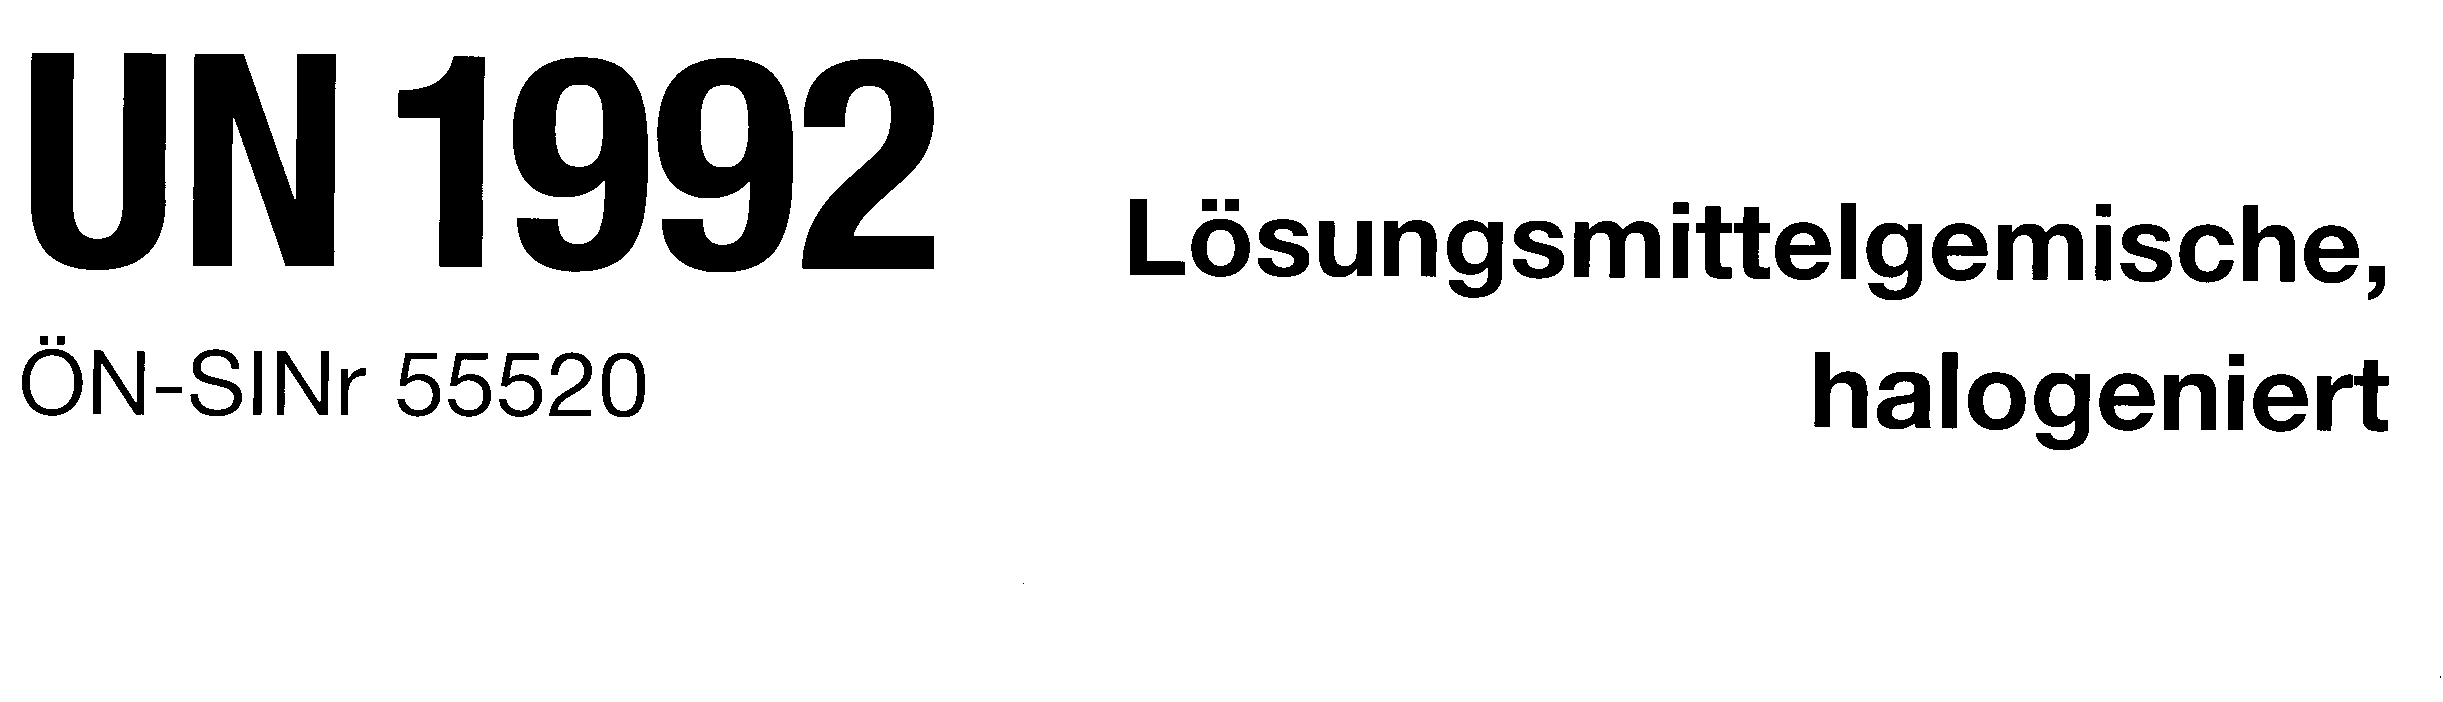 UN 1992
Lösungsmittelgemische,
ÖN-SINr 55520
halogeniert